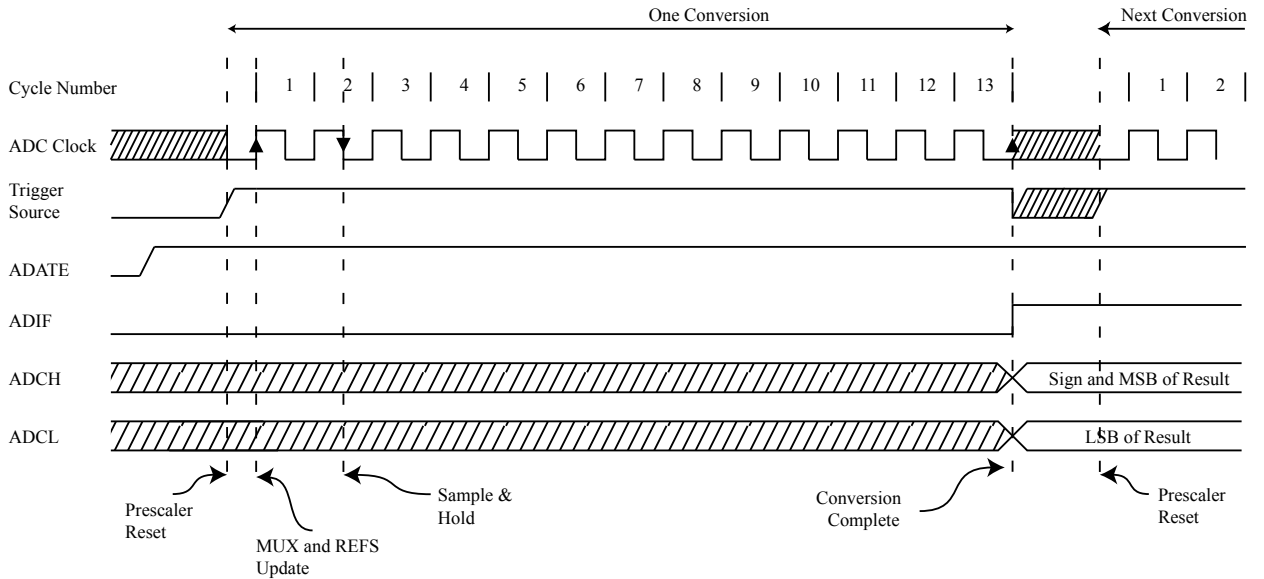 One Conversion
Next Conversion
Cycle Number
1 2 3 4 5 6 7 8 9 10 11 12 13 1 2
ADC Clock
Trigger
Source
ADATE
ADIF
ADCH
Sign and MSB of Result
ADCL
LSB of Result
Prescaler
Reset
MUX and REFS
Update
Sample &
Hold
Conversion
Complete
Prescaler
Reset